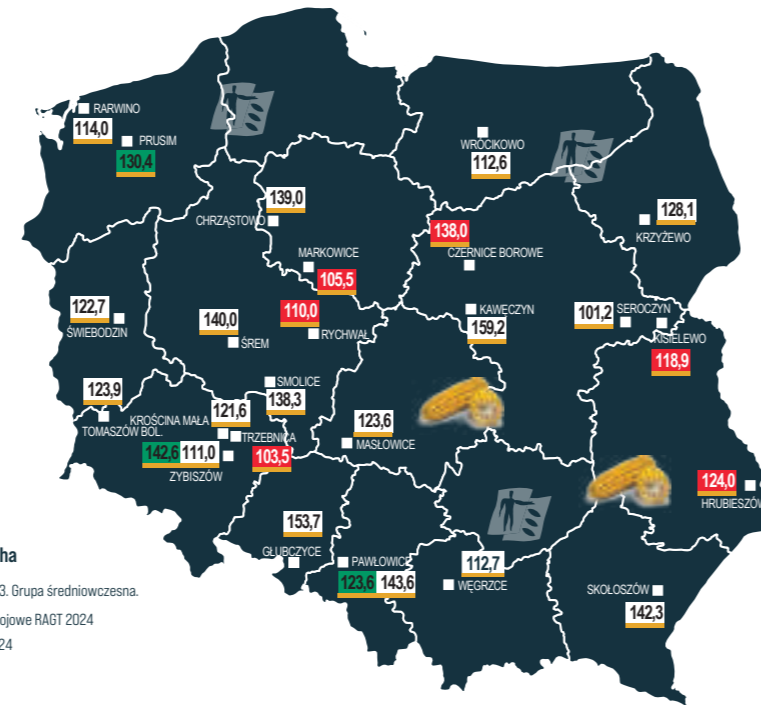 RARWINO
114,0
PRUSIM
130,4
WRÓCIKOWO
112,6
139,0
CHRZĄSTOWO
128,1
KRZYŻEWO
138,0
CZERNICE BOROWE
MARKOWICE
105,5
122,7
ŚWIEBODZIN
140,0
ŚREM
110,0
RYCHWAŁ
KAWĘCZYN
159,2
101,2
SEROCZYN
KISIELEWO
118,9
SMOLICE
138,3
123,9
TOMASZÓW BOL.
121,6
KROŚCINA MAŁA
TRZEBNICA
103,5
142,6 111,0
ZYBISZÓW
123,6
MASŁOWICE
124,0
HRUBIESZÓW
153,7
GŁUBCZYCE
PAWŁOWICE
123,6 143,6
112,7
WĘGRZCE
SKOŁOSZÓW
142,3
ha
3. Grupa średniowczesna.
ojowe RAGT 2024
24